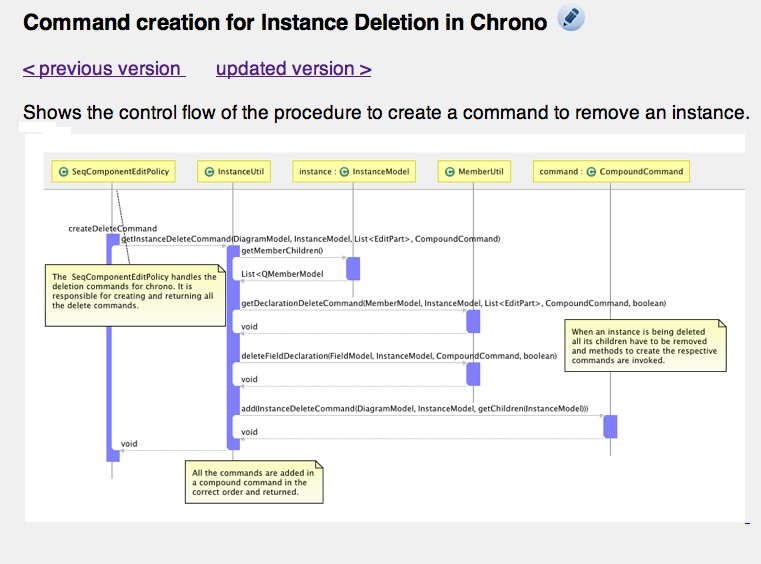 Command creation for Instance Deletion in Chrono
< previous version
updated version >
Shows the control flow of the procedure to create a command to remove an instance.
SeqComponentEditPolicy
InstanceUtil
instance : InstanceModel
MemberUtil
command : CompoundCommand
createDeleteCommand
getInstanceDeleteCommand(DiagramModel, InstanceModel, List<EditPart>, CompoundCommand)
getMemberChildren()
The SeqComponentEditPolicy handles the
deletion commands for chrono. It is
responsible for creating and returning all
the delete commands.
List<QMemberModel
getDeclarationDeleteCommand(MemberModel, InstanceModel, List<EditPart>, CompoundCommand, boolean)
void
When an instance is being deleted
all its children have to be removed
and methods to create the respective
commands are invoked.
deleteFieldDeclaration(FieldModel, InstanceModel, CompoundCommand, boolean)
void
add(InstanceDeleteCommand(DiagramModel, InstanceModel, getChildren(InstanceModel)))
void
void
All the commands are added in
a compound command in the
correct order and returned.